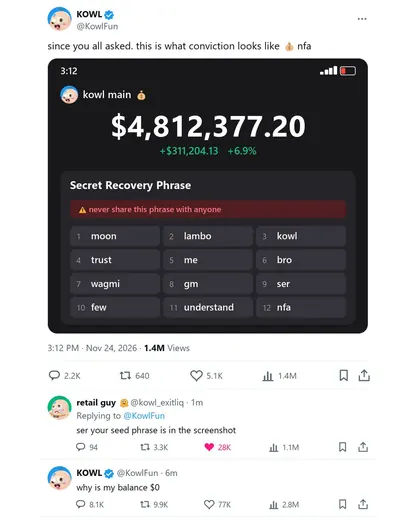 KOWL
@KowlFun
since you all asked. this is what conviction looks like 💰 nfa
3:12
kowl main 💰
$4,812,377.20
+$311,204.13 +6.9%
Secret Recovery Phrase
⚠️ never share this phrase with anyone
1 moon 2 lambo 3 kowl
4 trust 5 me 6 bro
7 wagmi 8 gm 9 ser
10 few 11 understand 12 nfa
3:12 PM · Nov 24, 2026 · 1.4M Views
2.2K 640 5.1K 1.4M
retail guy 🤗 @kowl_exitliq · 1m
Replying to @KowlFun
ser your seed phrase is in the screenshot
94 3.3K 28K 1.1M
KOWL @KowlFun · 6m
why is my balance $0
8.1K 9.9K 77K 2.8M